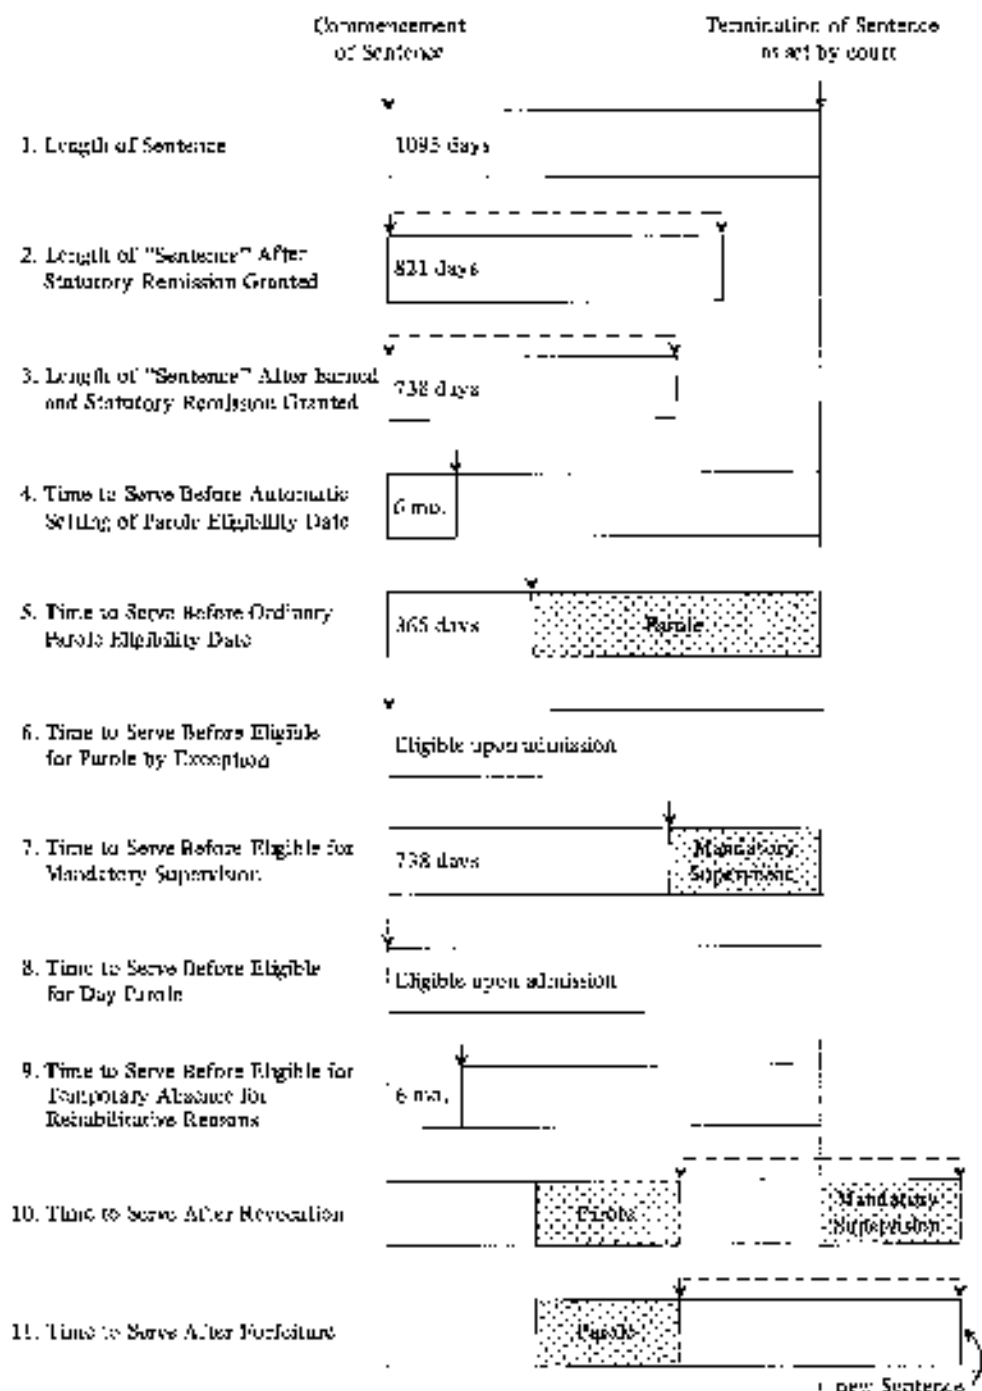 Commencement
of Sentence
Termination of Sentence
as set by court
1. Length of Sentence
1095 days
2. Length of "Sentence" After
Statutory Remission Granted
821 days
3. Length of "Sentence" After Earned
and Statutory Remission Granted
738 days
4. Time to Serve Before Automatic
Setting of Parole Eligibility Date
6 mo.
5. Time to Serve Before Ordinary
Parole Eligibility Date
365 days
Parole
6. Time to Serve Before Eligible
for Parole by Exception
Eligible upon admission
7. Time to Serve Before Eligible for
Mandatory Supervision
738 days
Mandatory
Supervision
8. Time to Serve Before Eligible
for Day Parole
Eligible upon admission
9. Time to Serve Before Eligible for
Temporary Absence for
Rehabilitative Reasons
6 mo.
10. Time to Serve After Revocation
Parole
Mandatory
Supervision
11. Time to Serve After Forfeiture
Parole
new Sentence